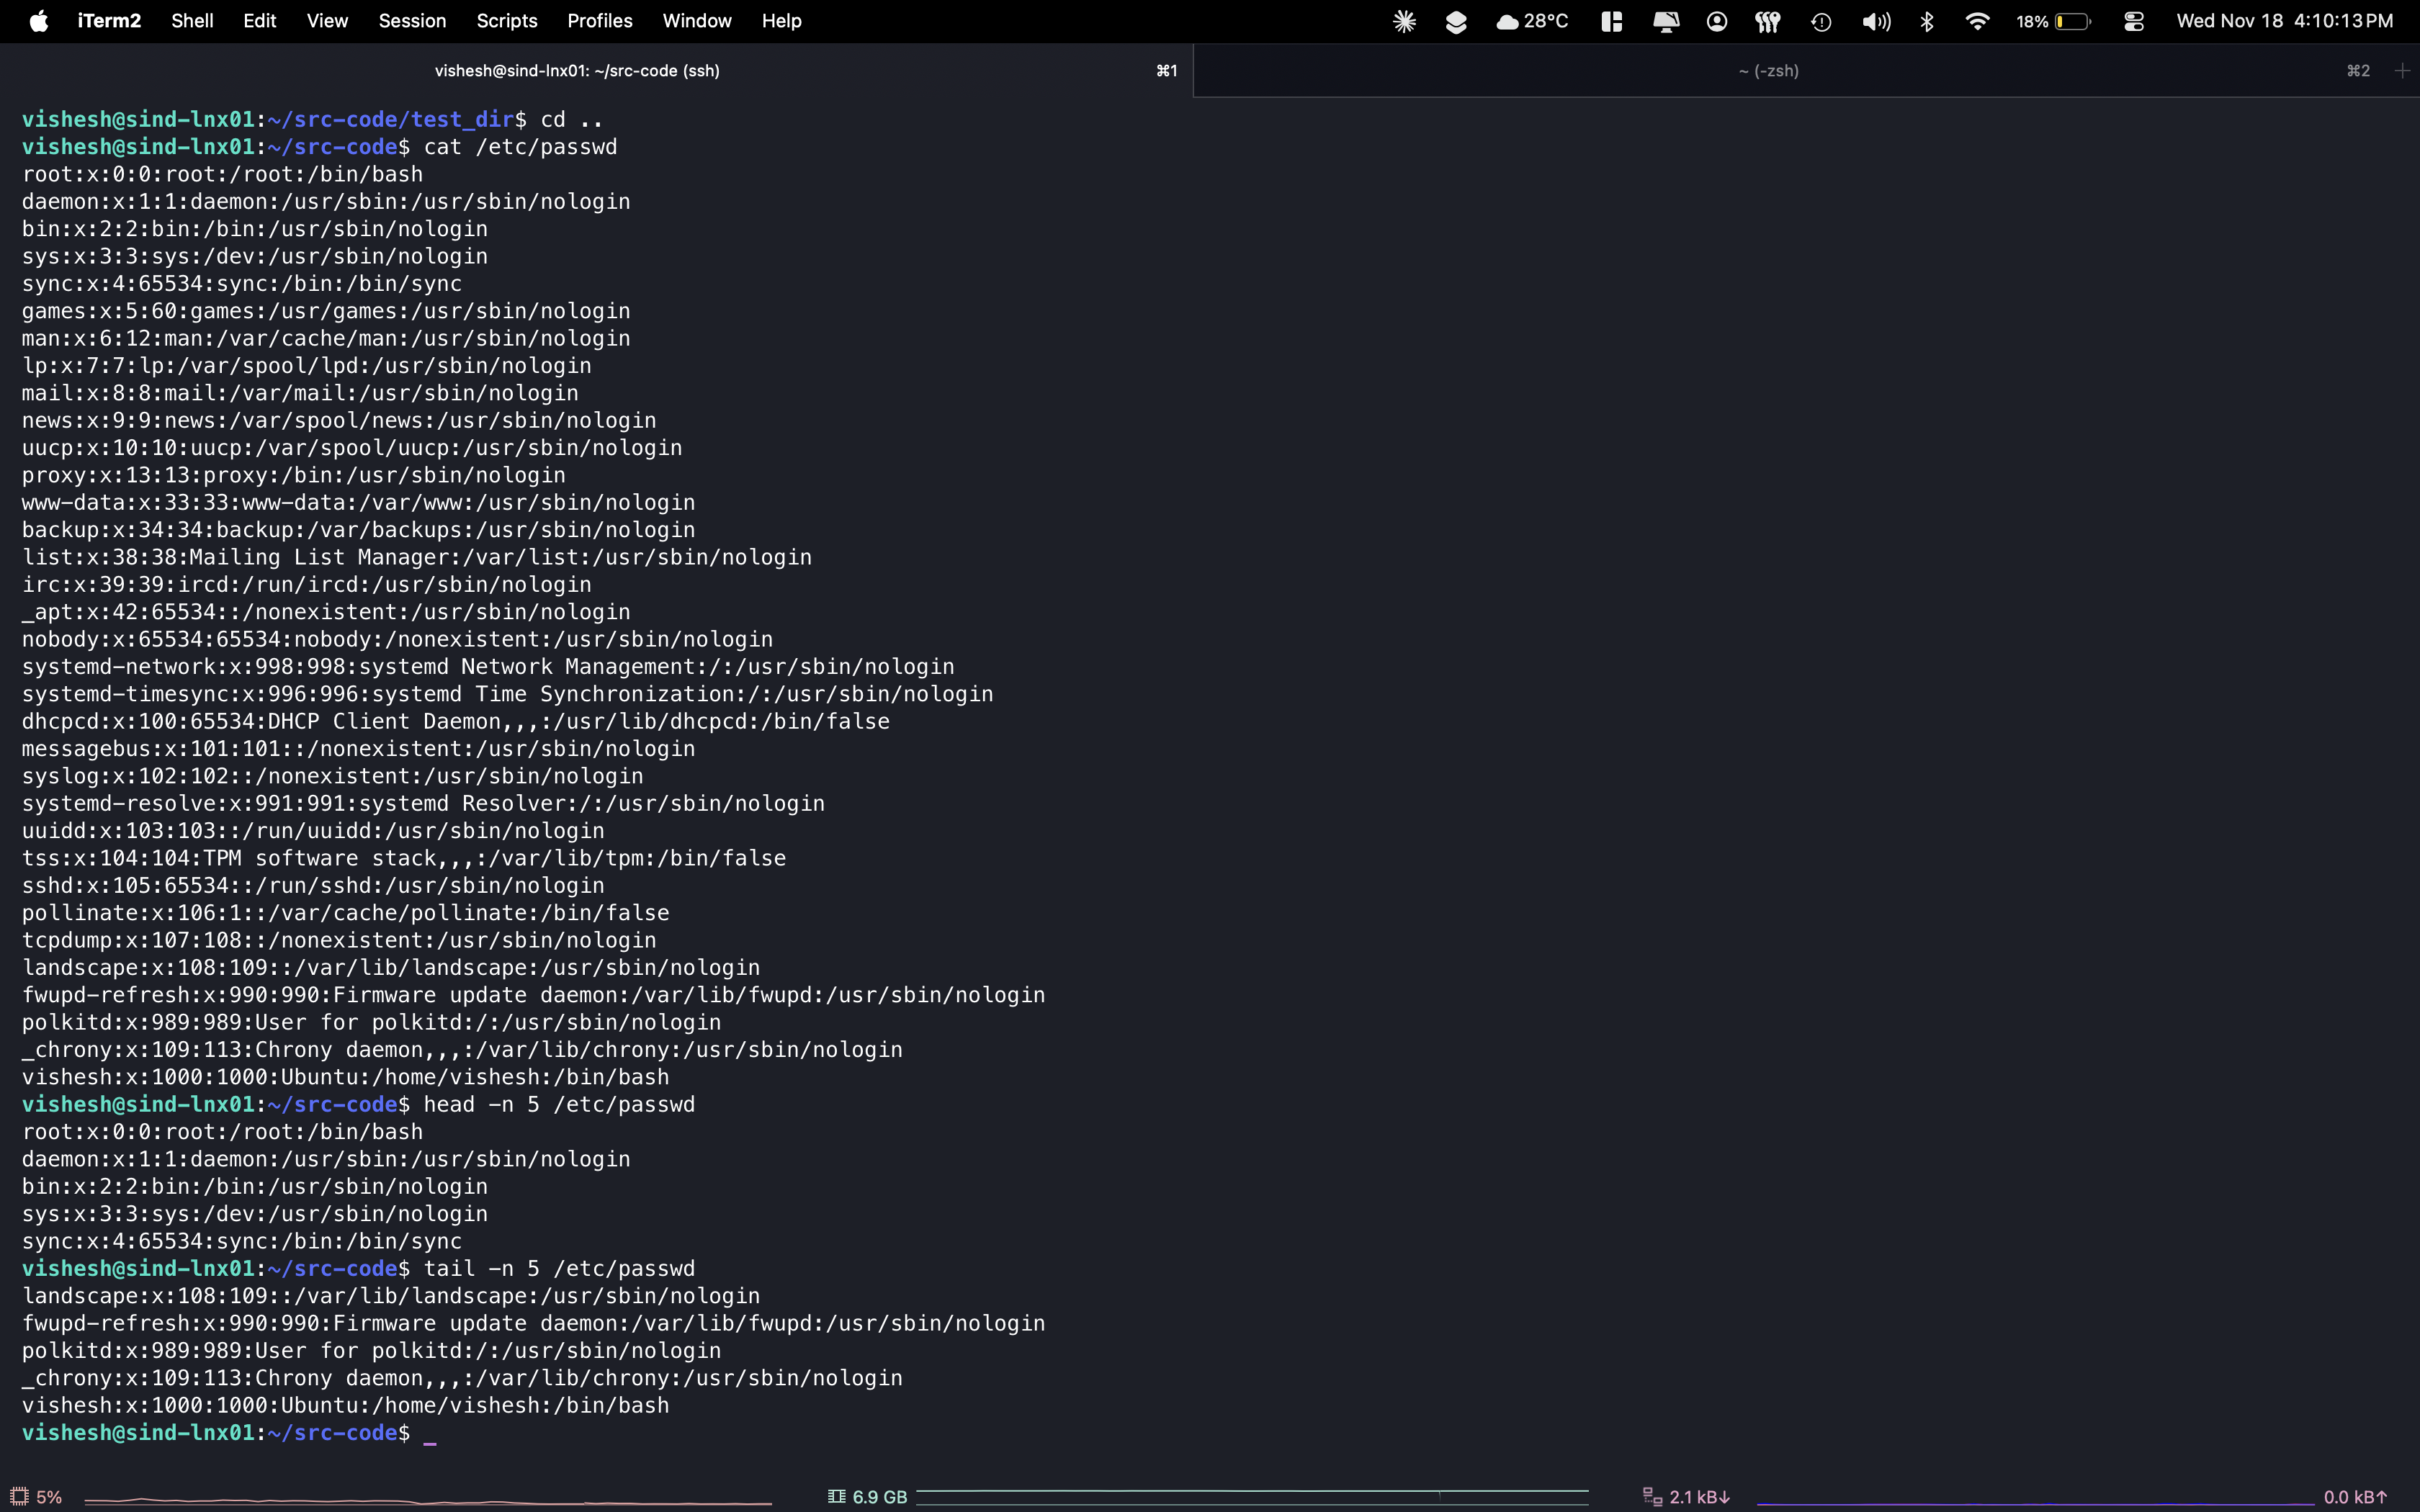 iTerm2 Shell Edit View Session Scripts Profiles Window Help 28°C 18% Wed Nov 18 4:10:13 PM
vishesh@sind-lnx01: ~/src-code (ssh) ⌘1 ~ (-zsh) ⌘2 +
vishesh@sind-lnx01:~/src-code/test_dir$ cd ..
vishesh@sind-lnx01:~/src-code$ cat /etc/passwd
root:x:0:0:root:/root:/bin/bash
daemon:x:1:1:daemon:/usr/sbin:/usr/sbin/nologin
bin:x:2:2:bin:/bin:/usr/sbin/nologin
sys:x:3:3:sys:/dev:/usr/sbin/nologin
sync:x:4:65534:sync:/bin:/bin/sync
games:x:5:60:games:/usr/games:/usr/sbin/nologin
man:x:6:12:man:/var/cache/man:/usr/sbin/nologin
lp:x:7:7:lp:/var/spool/lpd:/usr/sbin/nologin
mail:x:8:8:mail:/var/mail:/usr/sbin/nologin
news:x:9:9:news:/var/spool/news:/usr/sbin/nologin
uucp:x:10:10:uucp:/var/spool/uucp:/usr/sbin/nologin
proxy:x:13:13:proxy:/bin:/usr/sbin/nologin
www-data:x:33:33:www-data:/var/www:/usr/sbin/nologin
backup:x:34:34:backup:/var/backups:/usr/sbin/nologin
list:x:38:38:Mailing List Manager:/var/list:/usr/sbin/nologin
irc:x:39:39:ircd:/run/ircd:/usr/sbin/nologin
_apt:x:42:65534::/nonexistent:/usr/sbin/nologin
nobody:x:65534:65534:nobody:/nonexistent:/usr/sbin/nologin
systemd-network:x:998:998:systemd Network Management:/:/usr/sbin/nologin
systemd-timesync:x:996:996:systemd Time Synchronization:/:/usr/sbin/nologin
dhcpcd:x:100:65534:DHCP Client Daemon,,,:/usr/lib/dhcpcd:/bin/false
messagebus:x:101:101::/nonexistent:/usr/sbin/nologin
syslog:x:102:102::/nonexistent:/usr/sbin/nologin
systemd-resolve:x:991:991:systemd Resolver:/:/usr/sbin/nologin
uuidd:x:103:103::/run/uuidd:/usr/sbin/nologin
tss:x:104:104:TPM software stack,,,:/var/lib/tpm:/bin/false
sshd:x:105:65534::/run/sshd:/usr/sbin/nologin
pollinate:x:106:1::/var/cache/pollinate:/bin/false
tcpdump:x:107:108::/nonexistent:/usr/sbin/nologin
landscape:x:108:109::/var/lib/landscape:/usr/sbin/nologin
fwupd-refresh:x:990:990:Firmware update daemon:/var/lib/fwupd:/usr/sbin/nologin
polkitd:x:989:989:User for polkitd:/:/usr/sbin/nologin
_chrony:x:109:113:Chrony daemon,,,:/var/lib/chrony:/usr/sbin/nologin
vishesh:x:1000:1000:Ubuntu:/home/vishesh:/bin/bash
vishesh@sind-lnx01:~/src-code$ head -n 5 /etc/passwd
root:x:0:0:root:/root:/bin/bash
daemon:x:1:1:daemon:/usr/sbin:/usr/sbin/nologin
bin:x:2:2:bin:/bin:/usr/sbin/nologin
sys:x:3:3:sys:/dev:/usr/sbin/nologin
sync:x:4:65534:sync:/bin:/bin/sync
vishesh@sind-lnx01:~/src-code$ tail -n 5 /etc/passwd
landscape:x:108:109::/var/lib/landscape:/usr/sbin/nologin
fwupd-refresh:x:990:990:Firmware update daemon:/var/lib/fwupd:/usr/sbin/nologin
polkitd:x:989:989:User for polkitd:/:/usr/sbin/nologin
_chrony:x:109:113:Chrony daemon,,,:/var/lib/chrony:/usr/sbin/nologin
vishesh:x:1000:1000:Ubuntu:/home/vishesh:/bin/bash
vishesh@sind-lnx01:~/src-code$ _
5% 6.9 GB 2.1 kB↓ 0.0 kB↑